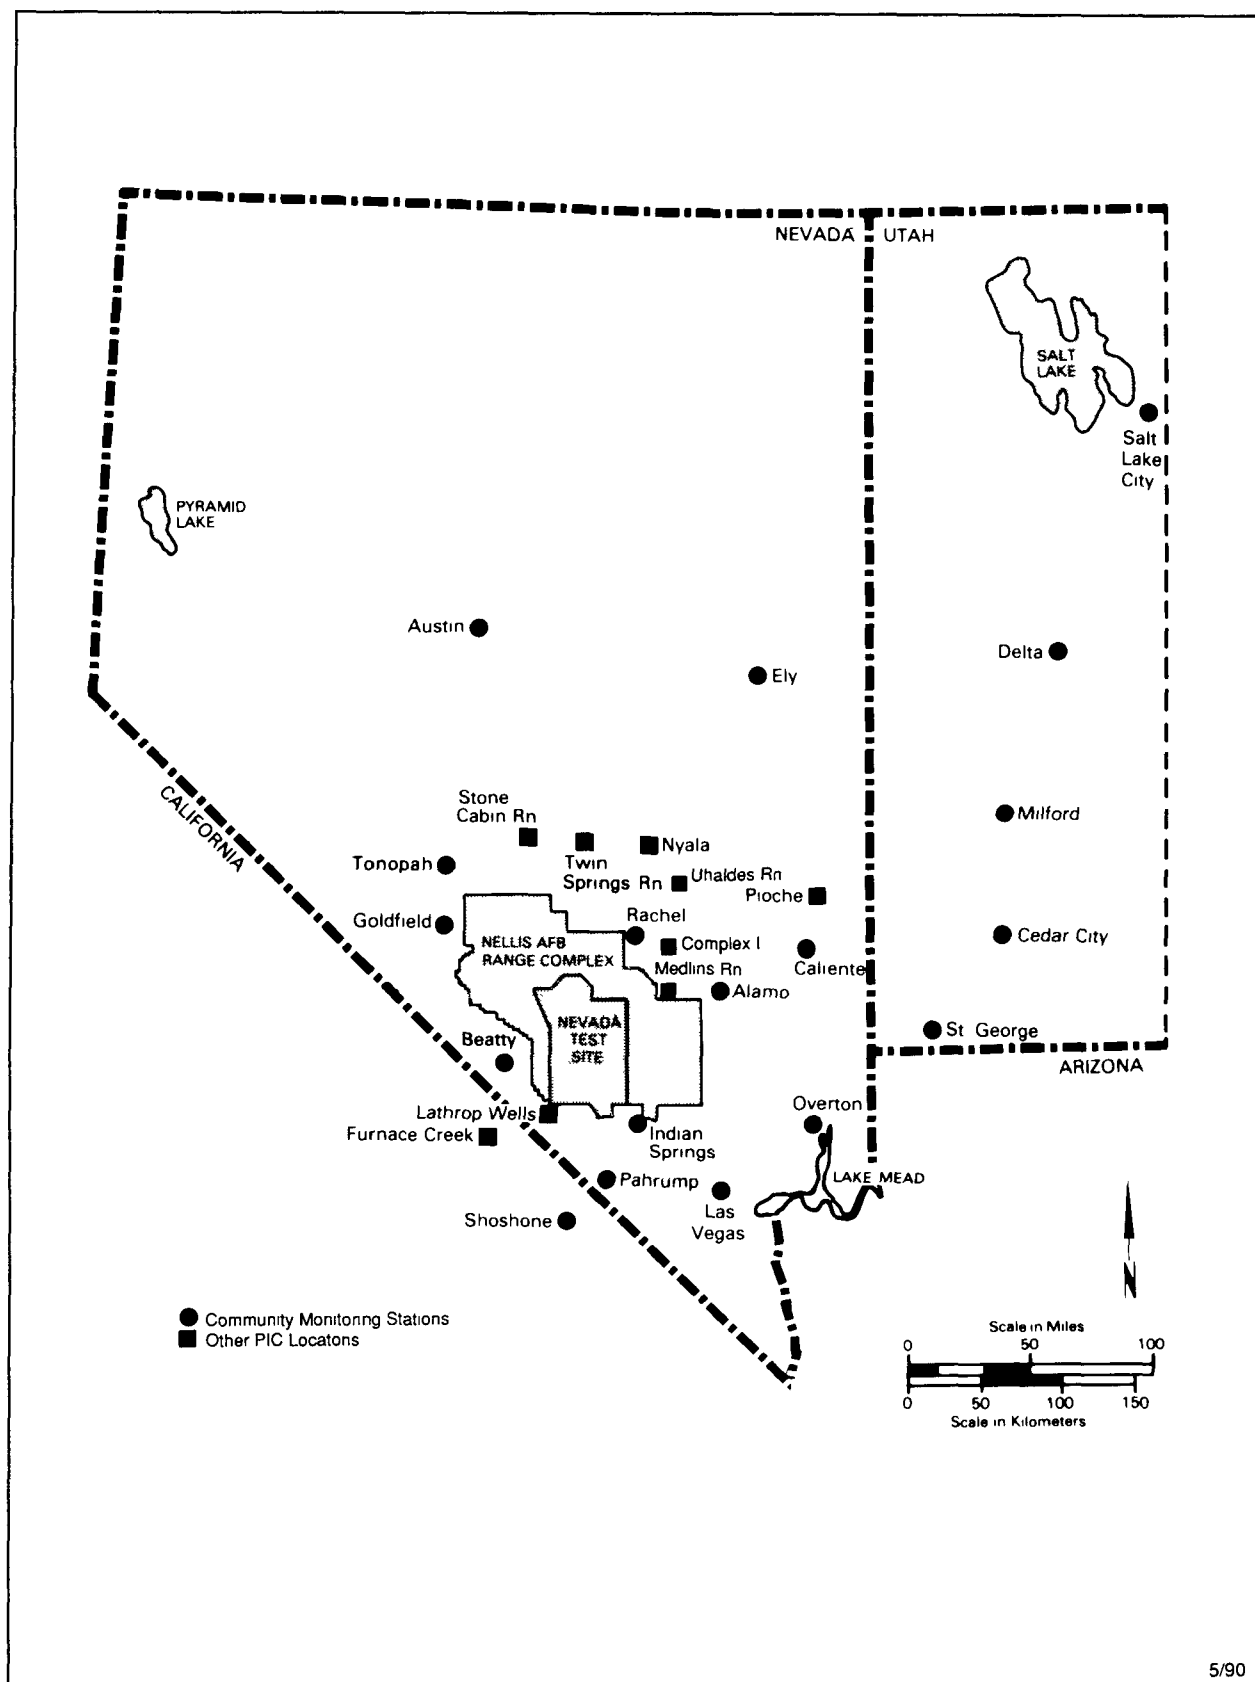 NEVADA
UTAH
SALT
LAKE
Salt
Lake
City
PYRAMID
LAKE
Austin
Delta
Ely
CALIFORNIA
Stone
Cabin Rn
Milford
Tonopah
Twin
Springs Rn
Nyala
Uhaldes Rn
Pioche
Goldfield
Rachel
NELLIS AFB
RANGE COMPLEX
Complex I
Cedar City
Caliente
Medlins Rn
Alamo
NEVADA
TEST
SITE
St George
Beatty
ARIZONA
Lathrop Wells
Overton
Furnace Creek
Indian
Springs
Pahrump
LAKE MEAD
Las
Vegas
Shoshone
Community Monitoring Stations
Other PIC Locatons
N
Scale in Miles
0 50 100
0 50 100 150
Scale in Kilometers
5/90